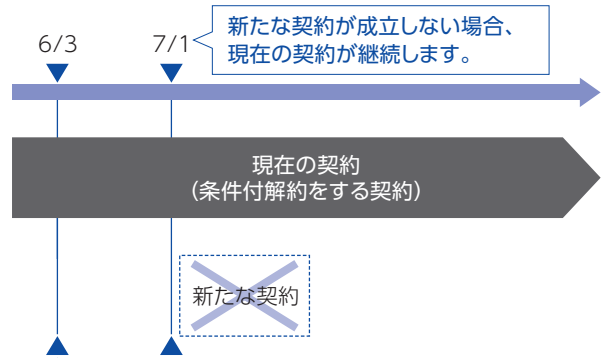 6/3
7/1
新たな契約が成立しない場合、
現在の契約が継続します。
現在の契約
(条件付解約をする契約)
新たな契約